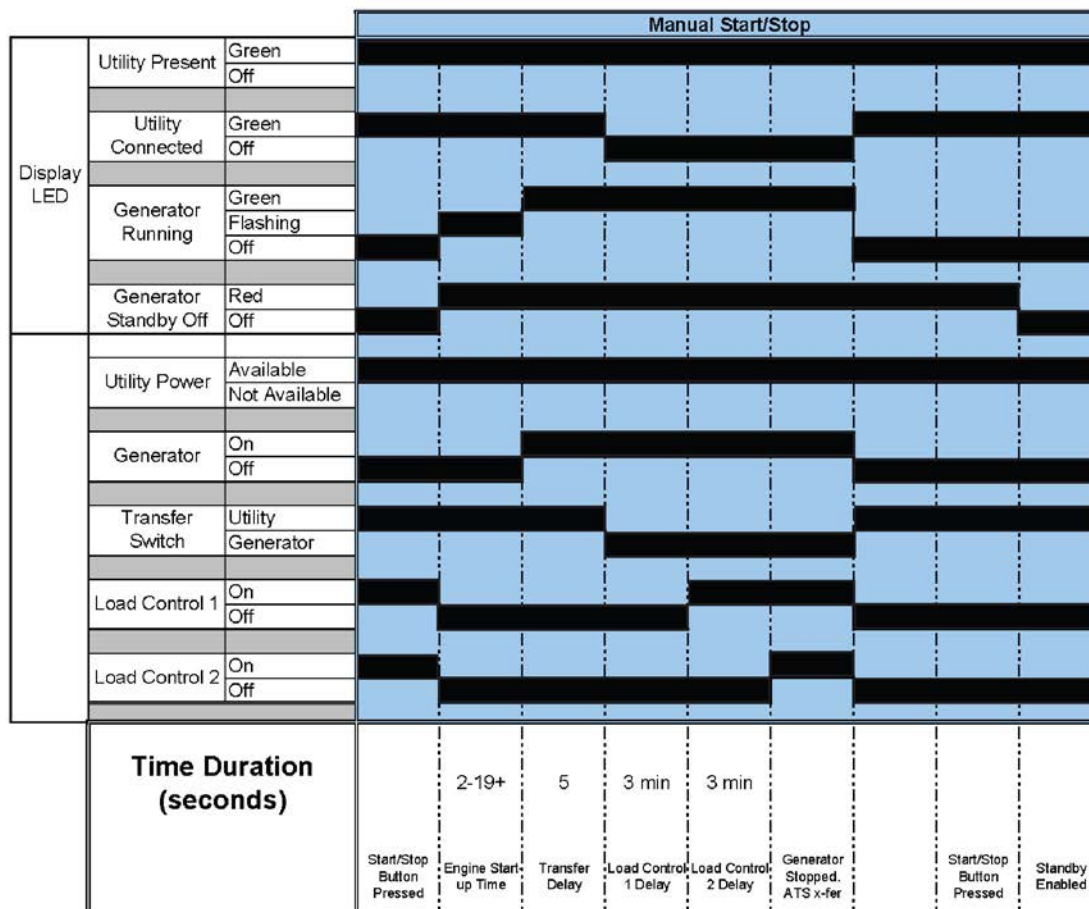 Manual Start/Stop
Display
LED
Utility Present
Green
Off
Utility
Connected
Green
Off
Generator
Running
Green
Flashing
Off
Generator
Standby Off
Red
Off
Utility Power
Available
Not Available
Generator
On
Off
Transfer
Switch
Utility
Generator
Load Control 1
On
Off
Load Control 2
On
Off
Time Duration
(seconds)
2-19+
5
3 min
3 min
Start/Stop
Button
Pressed
Engine Start-
up Time
Transfer
Delay
Load Control
1 Delay
Load Control
2 Delay
Generator
Stopped.
ATS x-fer
Start/Stop
Button
Pressed
Standby
Enabled